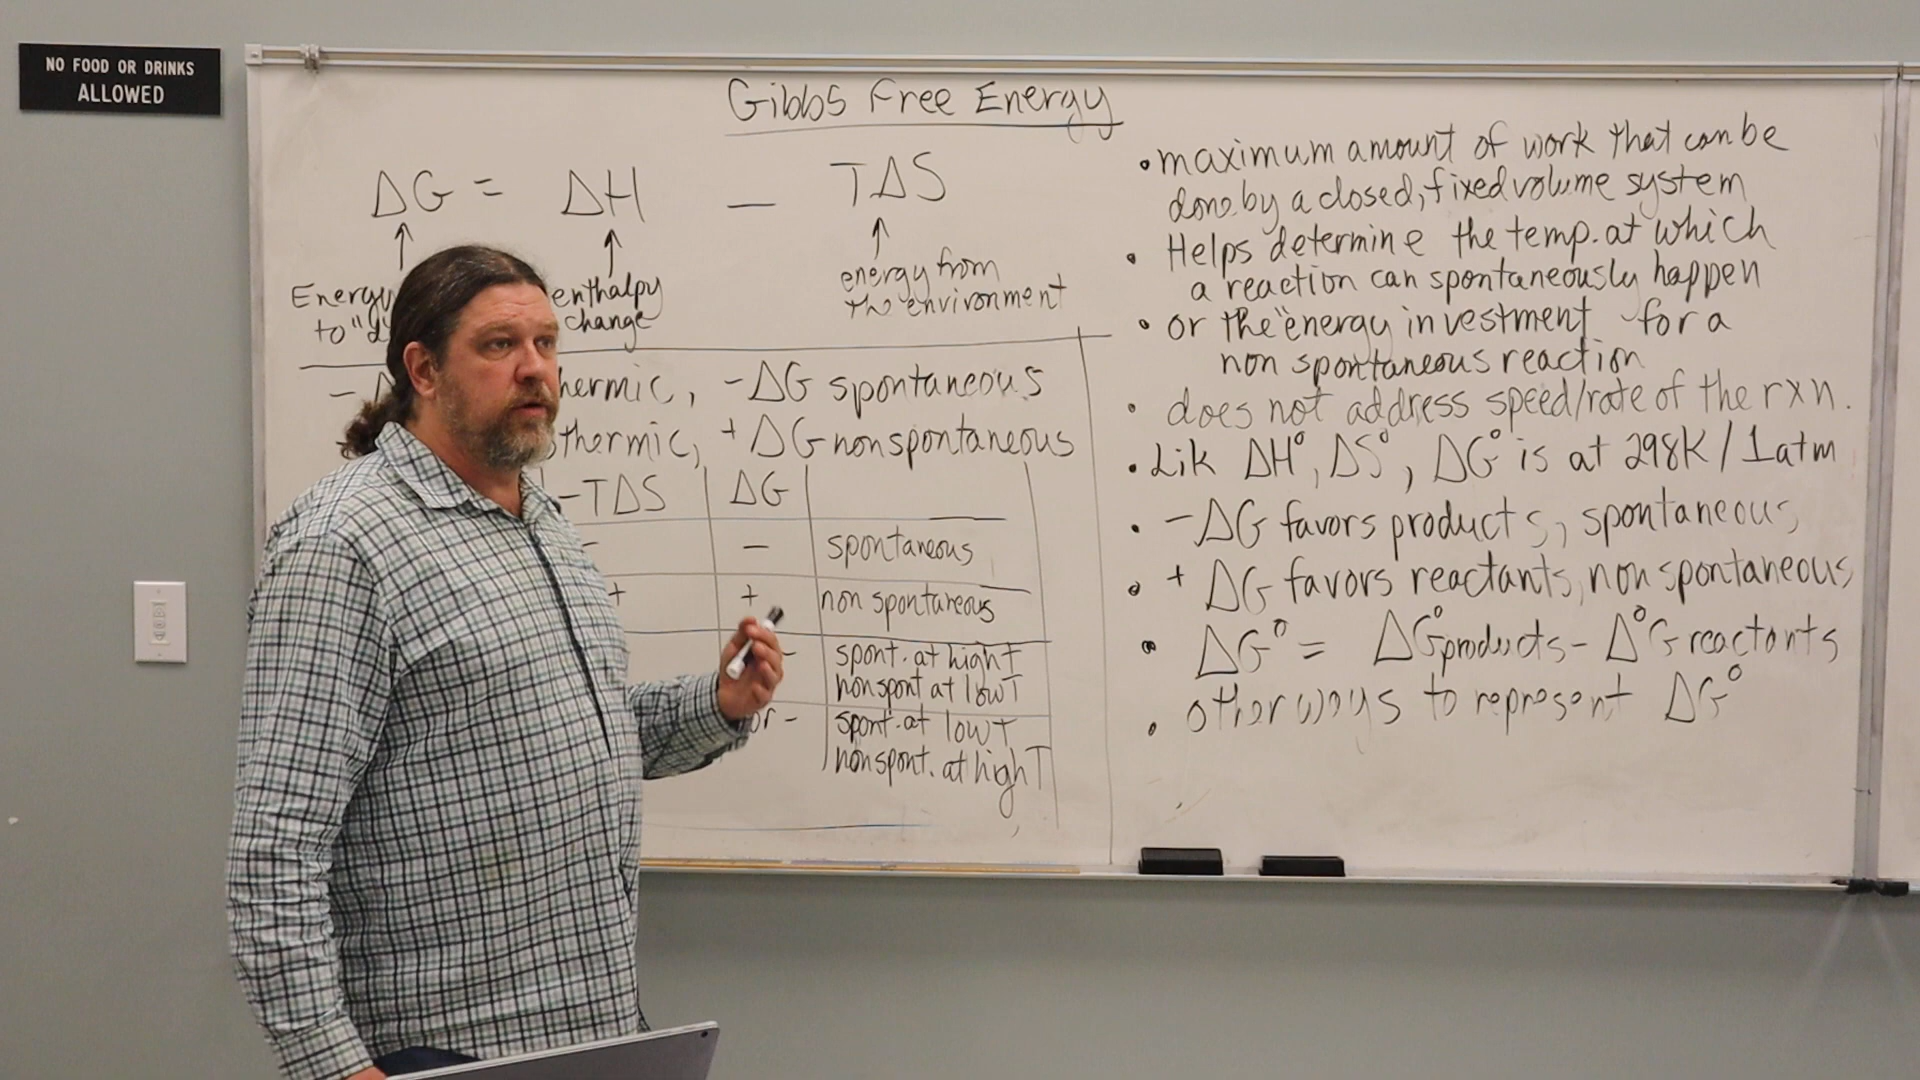 NO FOOD OR DRINKS
ALLOWED
Gibbs Free Energy
ΔG = ΔH — TΔS
↑ ↑ ↑
Energy
to "d
enthalpy
change
energy from
the environment
hermic, -ΔG spontaneous
thermic, +ΔG nonspontaneous
-TΔS ΔG
- - spontaneous
+ + non spontaneous
- spont. at high T
nonspont at low T
or - spont. at low T
nonspont. at high T
• maximum amount of work that can be
done by a closed, fixed volume system
• Helps determine the temp. at which
a reaction can spontaneously happen
• or the "energy investment for a
non spontaneous reaction
• does not address speed/rate of the rxn.
• Lik ΔH°, ΔS°, ΔG° is at 298K / 1atm
• -ΔG favors products, spontaneous
• + ΔG favors reactants, non spontaneous
• ΔG° = ΔG°products - Δ°G reactants
• other ways to represent ΔG°